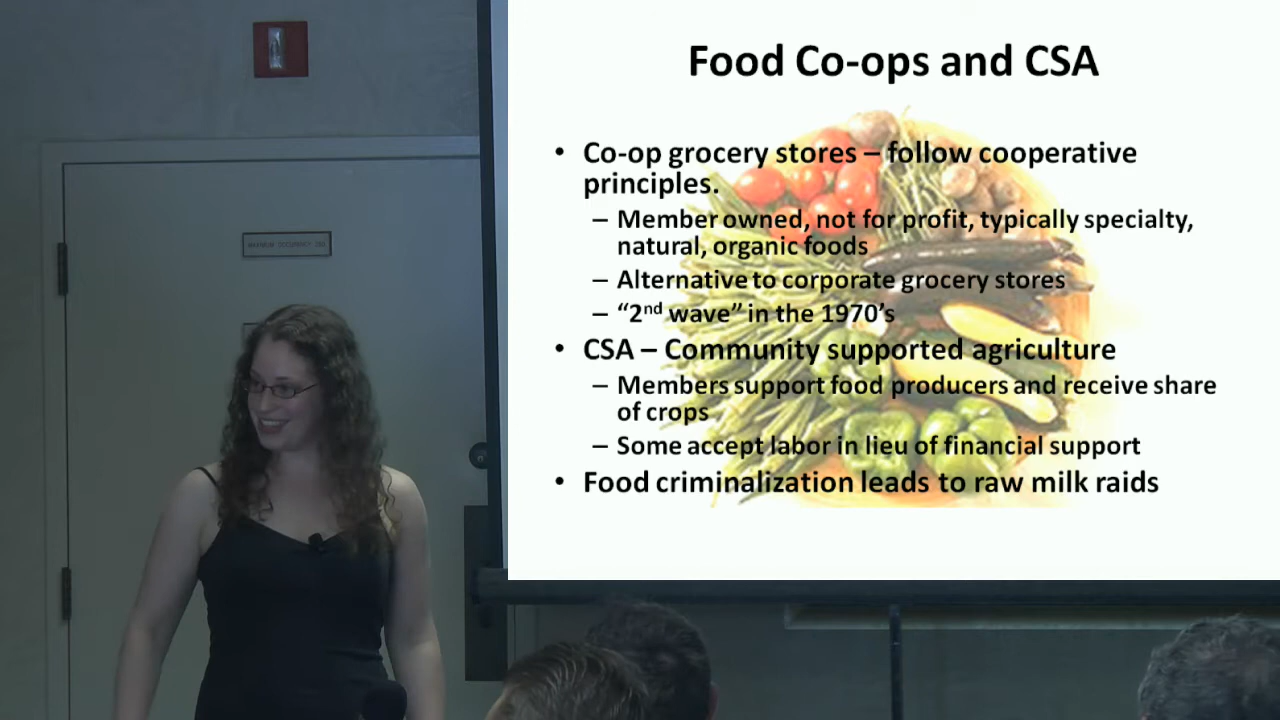 Food Co-ops and CSA
• Co-op grocery stores – follow cooperative
principles.
– Member owned, not for profit, typically specialty,
natural, organic foods
– Alternative to corporate grocery stores
– “2nd wave” in the 1970’s
• CSA – Community supported agriculture
– Members support food producers and receive share
of crops
– Some accept labor in lieu of financial support
• Food criminalization leads to raw milk raids
MAXIMUM OCCUPANCY